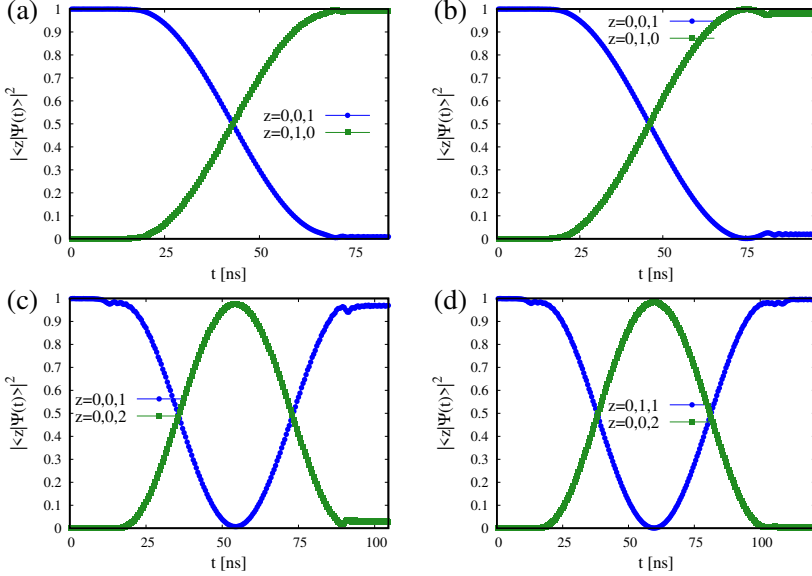 (a)
|<z|Ψ(t)>|²
1
0.9
0.8
0.7
0.6
0.5
0.4
0.3
0.2
0.1
0
z=0,0,1
z=0,1,0
0 25 50 75
t [ns]
(b)
|<z|Ψ(t)>|²
1
0.9
0.8
0.7
0.6
0.5
0.4
0.3
0.2
0.1
0
z=0,0,1
z=0,1,0
0 25 50 75
t [ns]
(c)
|<z|Ψ(t)>|²
1
0.9
0.8
0.7
0.6
0.5
0.4
0.3
0.2
0.1
0
z=0,0,1
z=0,0,2
0 25 50 75 100
t [ns]
(d)
|<z|Ψ(t)>|²
1
0.9
0.8
0.7
0.6
0.5
0.4
0.3
0.2
0.1
0
z=0,1,1
z=0,0,2
0 25 50 75 100
t [ns]